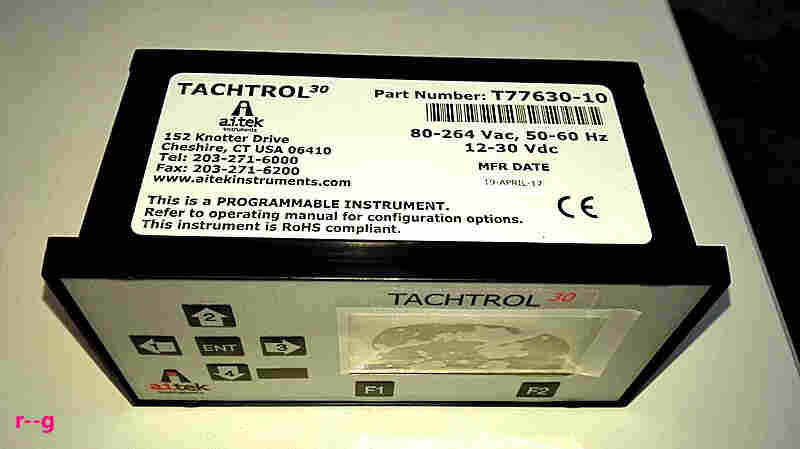 TACHTROL 30
Part Number: T77630-10
a.i.tek
instruments
80-264 Vac, 50-60 Hz
12-30 Vdc
152 Knotter Drive
Cheshire, CT USA 06410
Tel: 203-271-6000
Fax: 203-271-6200
www.aitekinstruments.com
MFR DATE
19-APRIL-17
This is a PROGRAMMABLE INSTRUMENT.
Refer to operating manual for configuration options.
This instrument is RoHS compliant.
CE
TACHTROL 30
2
ENT
3
4
a.i.tek
instruments
F1
F2
r--g